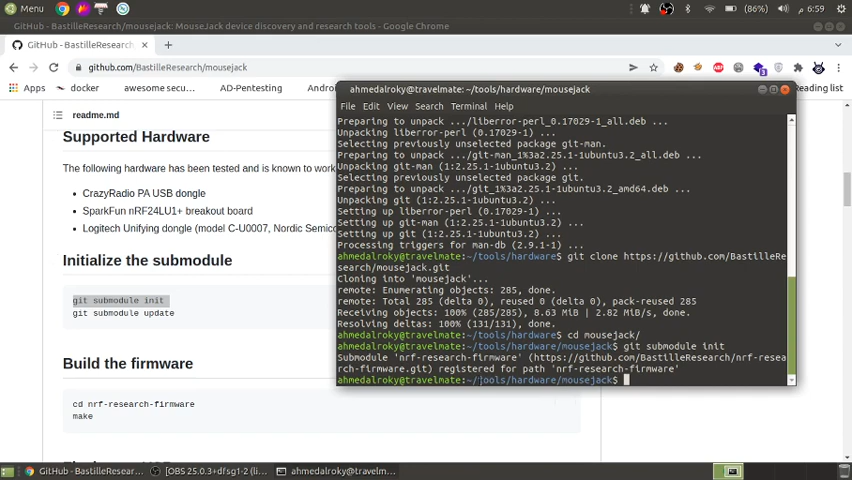 Menu
(86%)
6:59
GitHub - BastilleResearch/mousejack: MouseJack device discovery and research tools - Google Chrome
GitHub - BastilleResearch
github.com/BastilleResearch/mousejack
Apps
docker
awesome secu...
AD-Pentesting
Android
Reading list
readme.md
Supported Hardware
The following hardware has been tested and is known to work
CrazyRadio PA USB dongle
SparkFun nRF24LU1+ breakout board
Logitech Unifying dongle (model C-U0007, Nordic Semico
Initialize the submodule
git submodule init
git submodule update
Build the firmware
cd nrf-research-firmware
make
ahmedalroky@travelmate: ~/tools/hardware/mousejack
File Edit View Search Terminal Help
Preparing to unpack .../liberror-perl_0.17029-1_all.deb ...
Unpacking liberror-perl (0.17029-1) ...
Selecting previously unselected package git-man.
Preparing to unpack .../git-man_1%3a2.25.1-1ubuntu3.2_all.deb ...
Unpacking git-man (1:2.25.1-1ubuntu3.2) ...
Selecting previously unselected package git.
Preparing to unpack .../git_1%3a2.25.1-1ubuntu3.2_amd64.deb ...
Unpacking git (1:2.25.1-1ubuntu3.2) ...
Setting up liberror-perl (0.17029-1) ...
Setting up git-man (1:2.25.1-1ubuntu3.2) ...
Setting up git (1:2.25.1-1ubuntu3.2) ...
Processing triggers for man-db (2.9.1-1) ...
ahmedalroky@travelmate:~/tools/hardware$ git clone https://github.com/BastilleRe
search/mousejack.git
Cloning into 'mousejack'...
remote: Enumerating objects: 285, done.
remote: Total 285 (delta 0), reused 0 (delta 0), pack-reused 285
Receiving objects: 100% (285/285), 8.63 MiB | 2.82 MiB/s, done.
Resolving deltas: 100% (131/131), done.
ahmedalroky@travelmate:~/tools/hardware$ cd mousejack/
ahmedalroky@travelmate:~/tools/hardware/mousejack$ git submodule init
Submodule 'nrf-research-firmware' (https://github.com/BastilleResearch/nrf-resea
rch-firmware.git) registered for path 'nrf-research-firmware'
ahmedalroky@travelmate:~/tools/hardware/mousejack$
GitHub - BastilleResear...
[OBS 25.0.3+dfsg1-2 (li...
ahmedalroky@travelm...